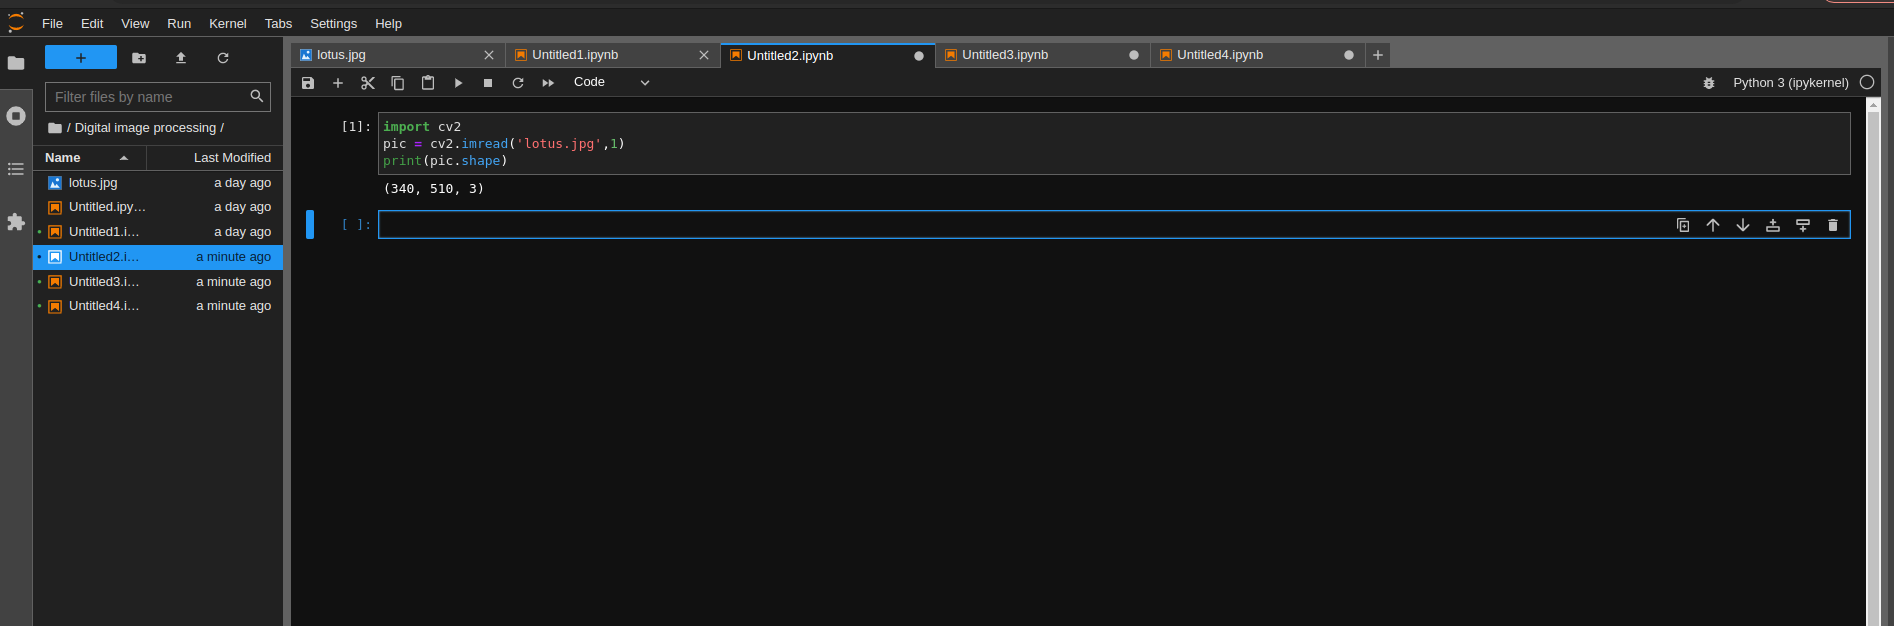 File Edit View Run Kernel Tabs Settings Help
lotus.jpg Untitled1.ipynb Untitled2.ipynb Untitled3.ipynb Untitled4.ipynb
Code Python 3 (ipykernel)
Filter files by name
/ Digital image processing /
Name Last Modified
lotus.jpg a day ago
Untitled.ipy… a day ago
Untitled1.i… a day ago
Untitled2.i… a minute ago
Untitled3.i… a minute ago
Untitled4.i… a minute ago
[1]: import cv2
pic = cv2.imread('lotus.jpg',1)
print(pic.shape)
(340, 510, 3)
[ ]: